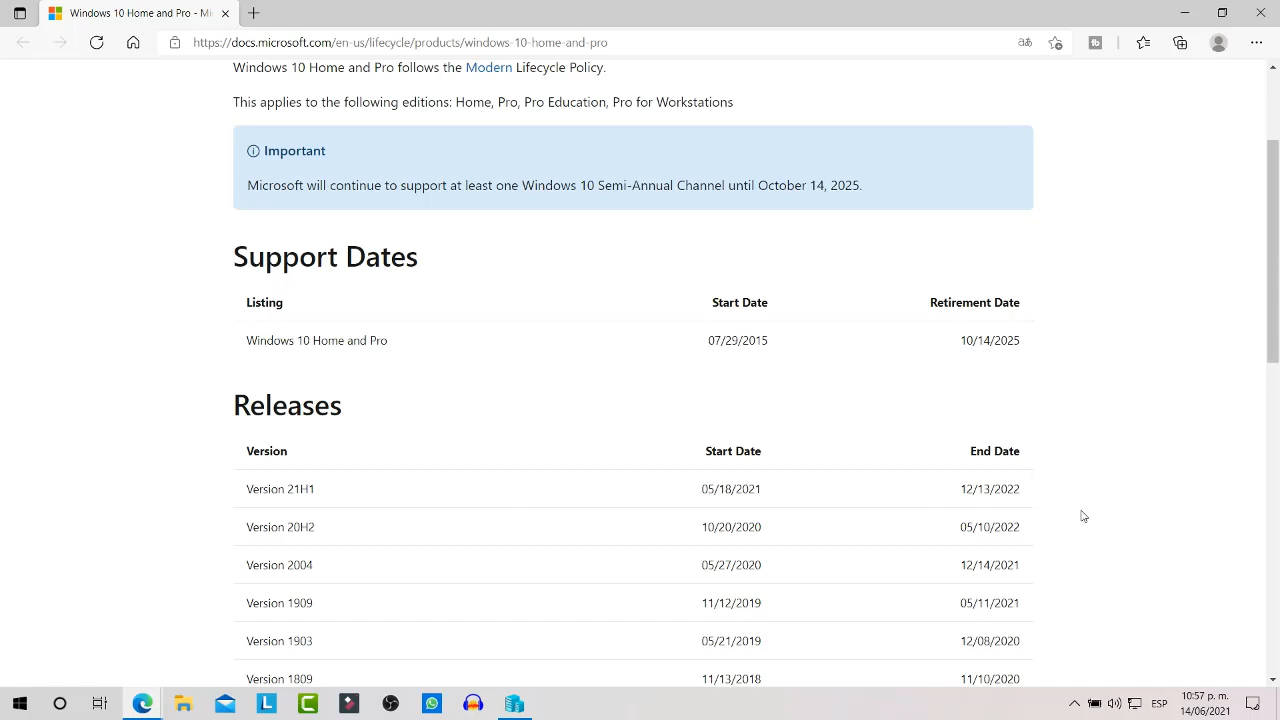 Windows 10 Home and Pro - Mi
https://docs.microsoft.com/en-us/lifecycle/products/windows-10-home-and-pro
Windows 10 Home and Pro follows the Modern Lifecycle Policy.
This applies to the following editions: Home, Pro, Pro Education, Pro for Workstations
Important
Microsoft will continue to support at least one Windows 10 Semi-Annual Channel until October 14, 2025.
Support Dates
Listing Start Date Retirement Date
Windows 10 Home and Pro 07/29/2015 10/14/2025
Releases
Version Start Date End Date
Version 21H1 05/18/2021 12/13/2022
Version 20H2 10/20/2020 05/10/2022
Version 2004 05/27/2020 12/14/2021
Version 1909 11/12/2019 05/11/2021
Version 1903 05/21/2019 12/08/2020
Version 1809 11/13/2018 11/10/2020
ESP
10:57 p. m.
14/06/2021